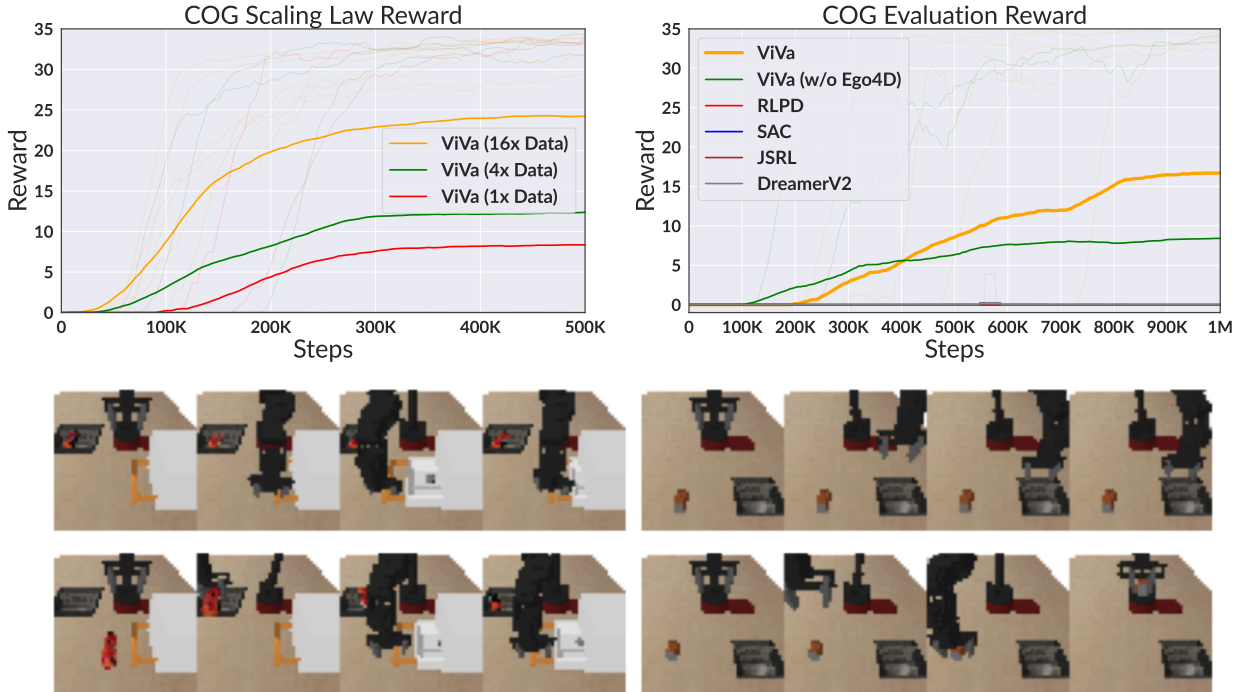 COG Scaling Law Reward
35
30
25
20
15
10
5
0
Reward
ViVa (16x Data)
ViVa (4x Data)
ViVa (1x Data)
0 100K 200K 300K 400K 500K
Steps
COG Evaluation Reward
35
30
25
20
15
10
5
0
Reward
ViVa
ViVa (w/o Ego4D)
RLPD
SAC
JSRL
DreamerV2
0 100K 200K 300K 400K 500K 600K 700K 800K 900K 1M
Steps